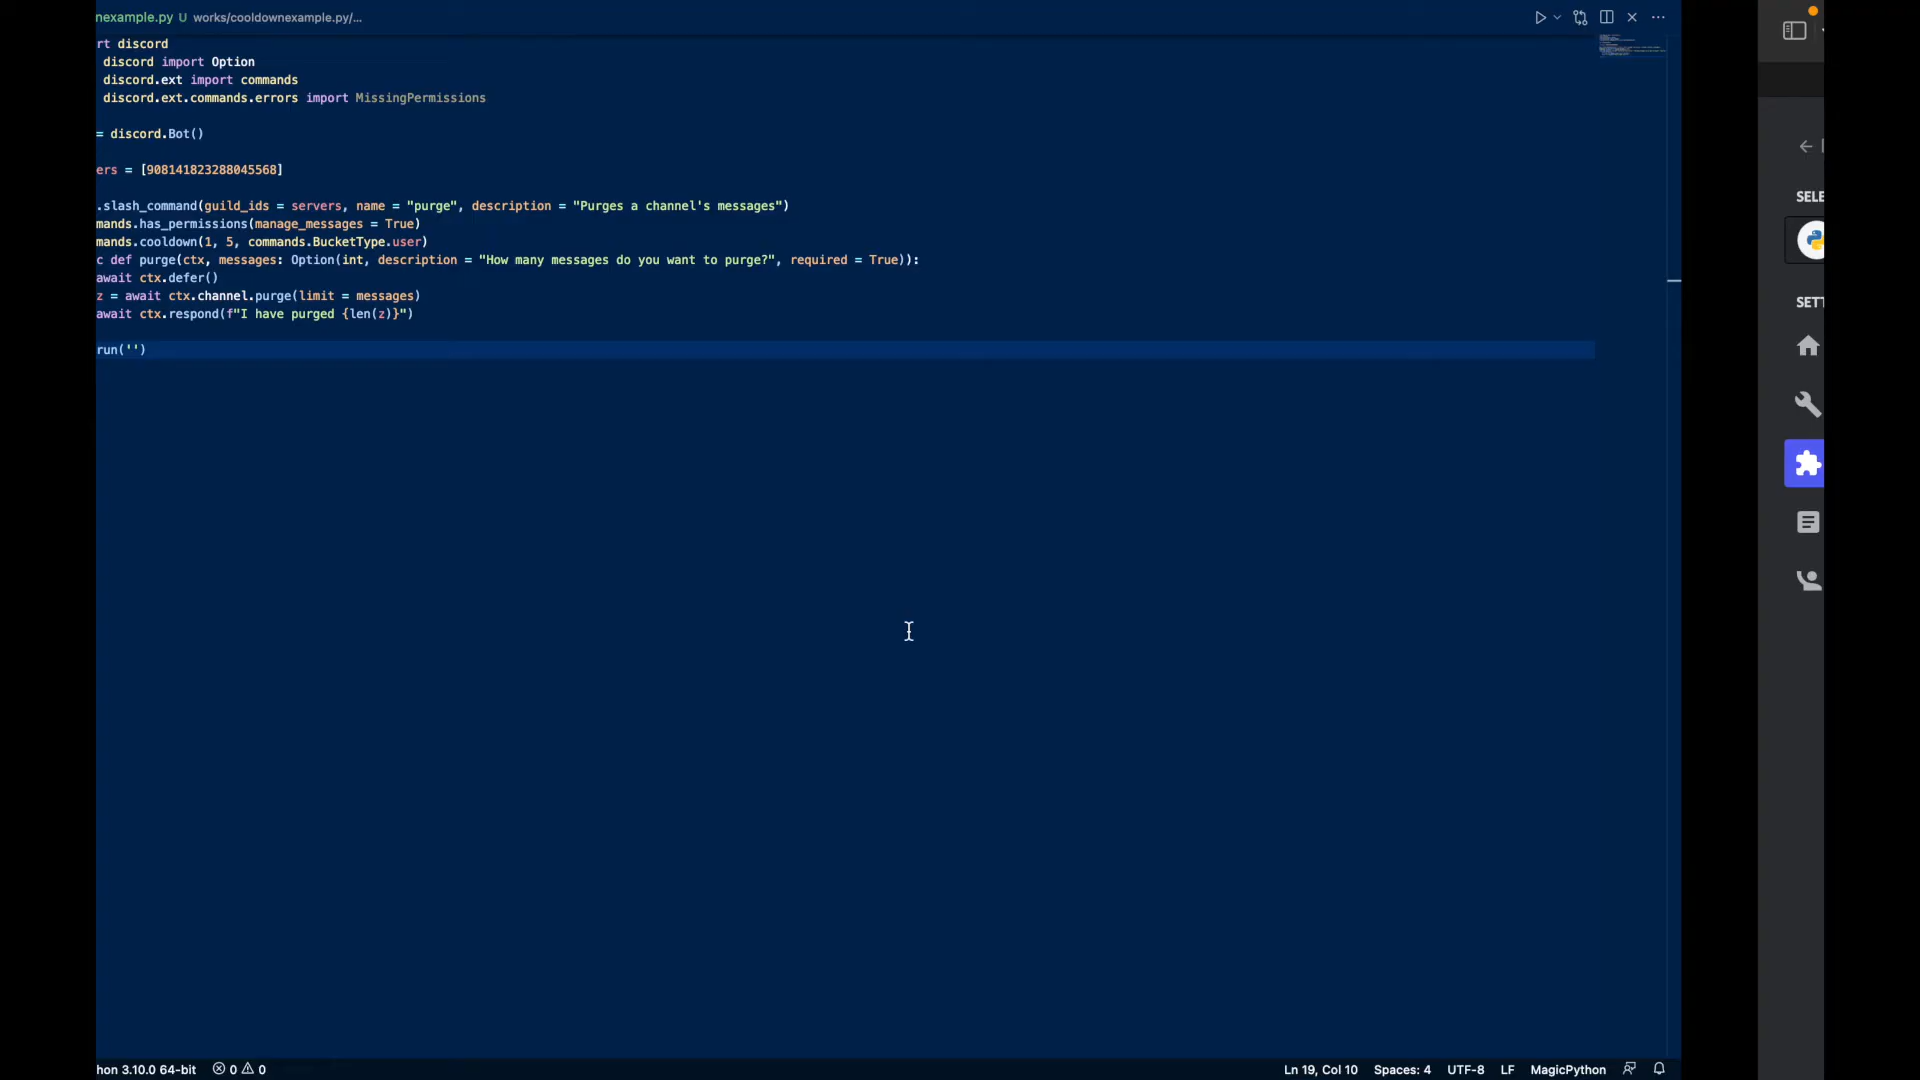 nexample.py U works/cooldownexample.py/...
rt discord
discord import Option
discord.ext import commands
discord.ext.commands.errors import MissingPermissions
= discord.Bot()
ers = [908141823288045568]
.slash_command(guild_ids = servers, name = "purge", description = "Purges a channel's messages")
mands.has_permissions(manage_messages = True)
mands.cooldown(1, 5, commands.BucketType.user)
c def purge(ctx, messages: Option(int, description = "How many messages do you want to purge?", required = True)):
await ctx.defer()
z = await ctx.channel.purge(limit = messages)
await ctx.respond(f"I have purged {len(z)}")
run('')
SELE
SETT
hon 3.10.0 64-bit 0 0 Ln 19, Col 10 Spaces: 4 UTF-8 LF MagicPython